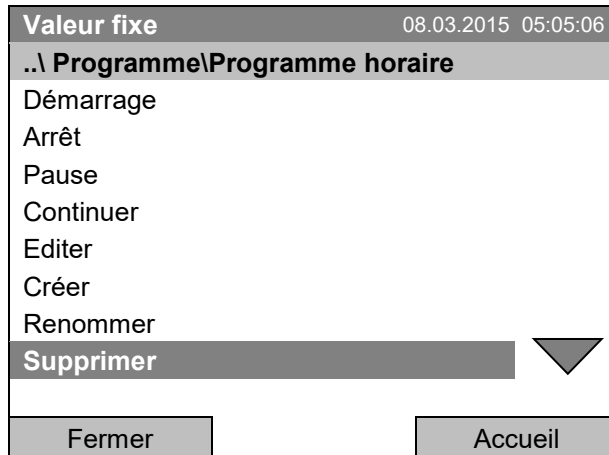 Valeur fixe 08.03.2015 05:05:06
..\ Programme\Programme horaire
Démarrage
Arrêt
Pause
Continuer
Editer
Créer
Renommer
Supprimer
Fermer Accueil